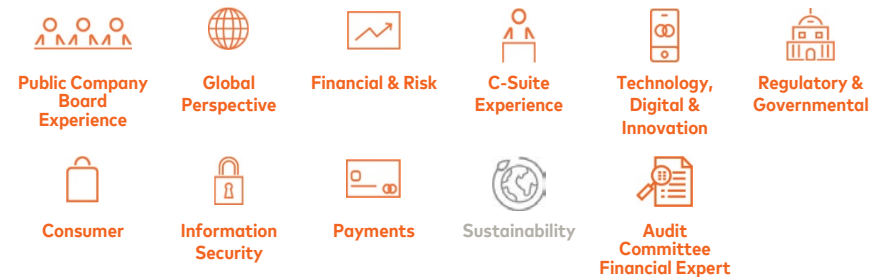 Public Company
Board
Experience
Global
Perspective
Financial & Risk
C-Suite
Experience
Technology,
Digital &
Innovation
Regulatory &
Governmental
Consumer
Information
Security
Payments
Sustainability
Audit
Committee
Financial Expert